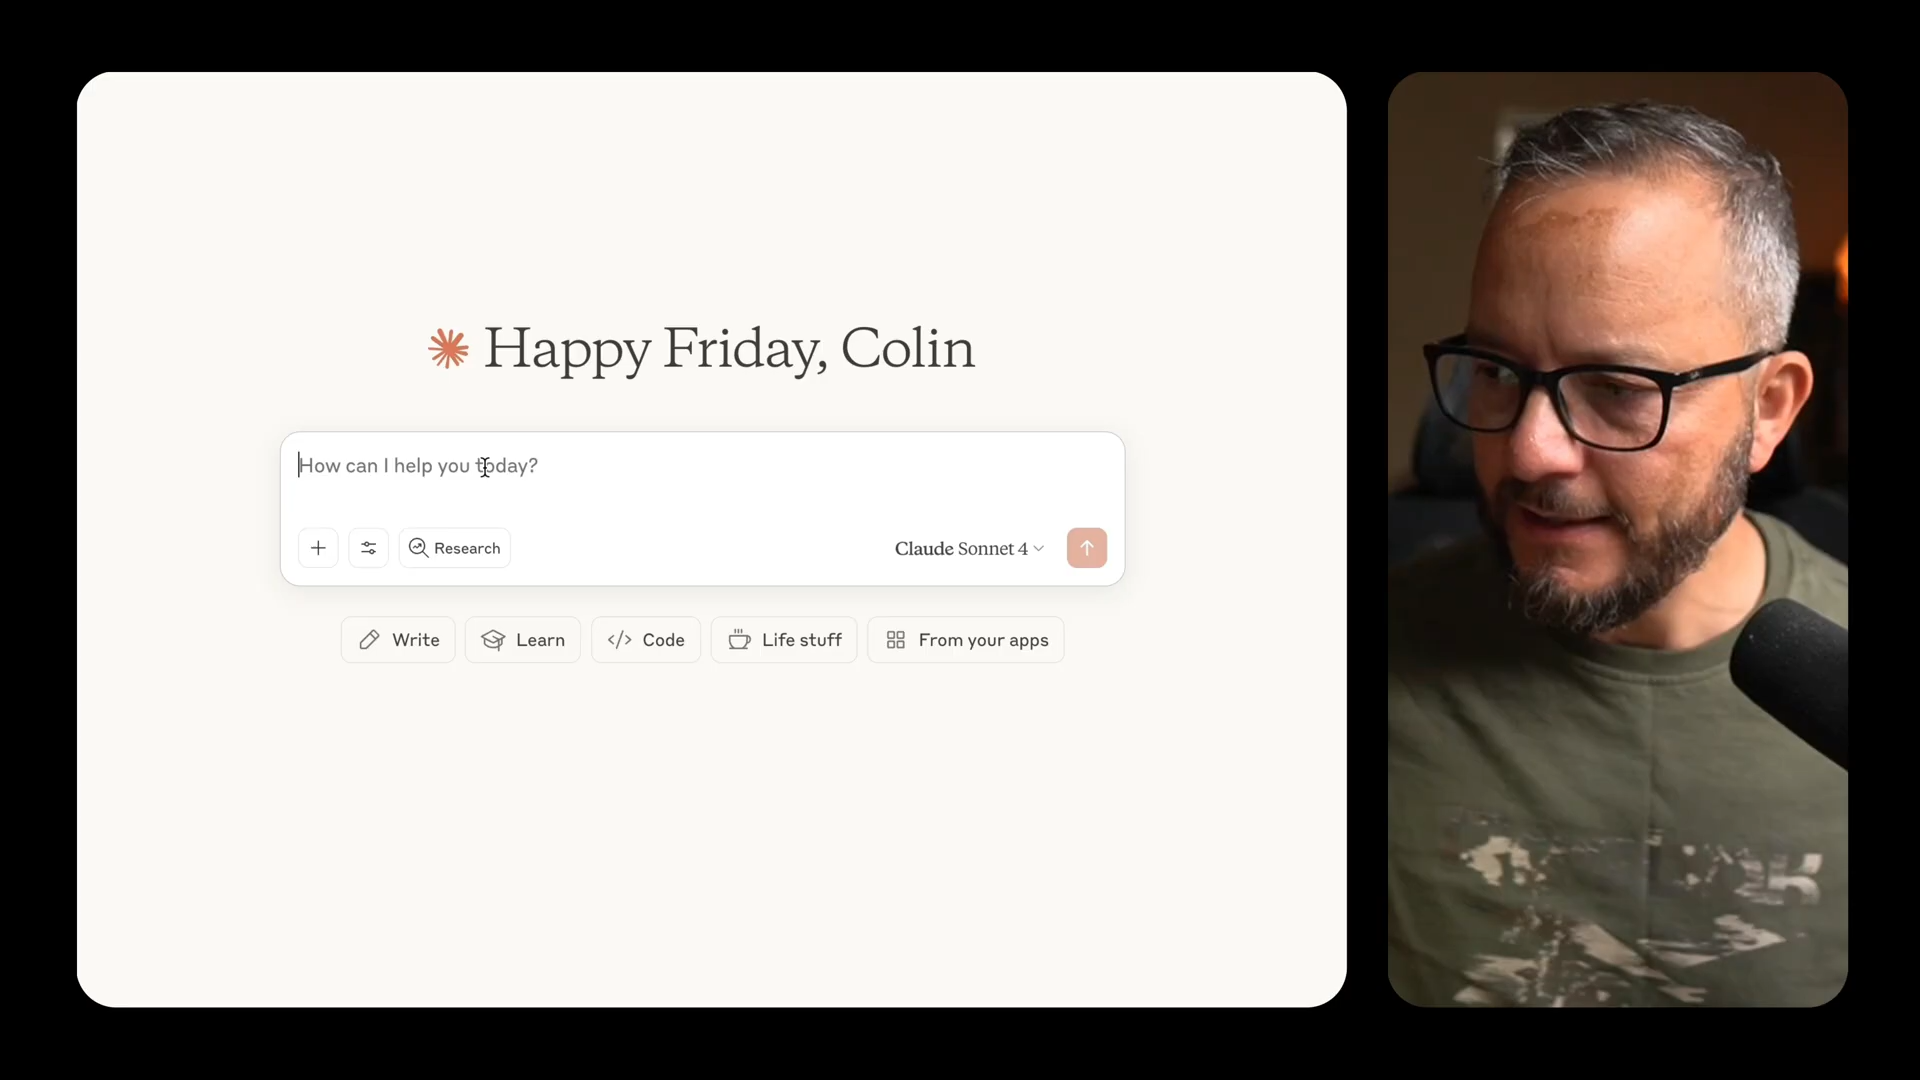 Happy Friday, Colin
How can I help you today?
Research
Claude Sonnet 4
Write
Learn
Code
Life stuff
From your apps